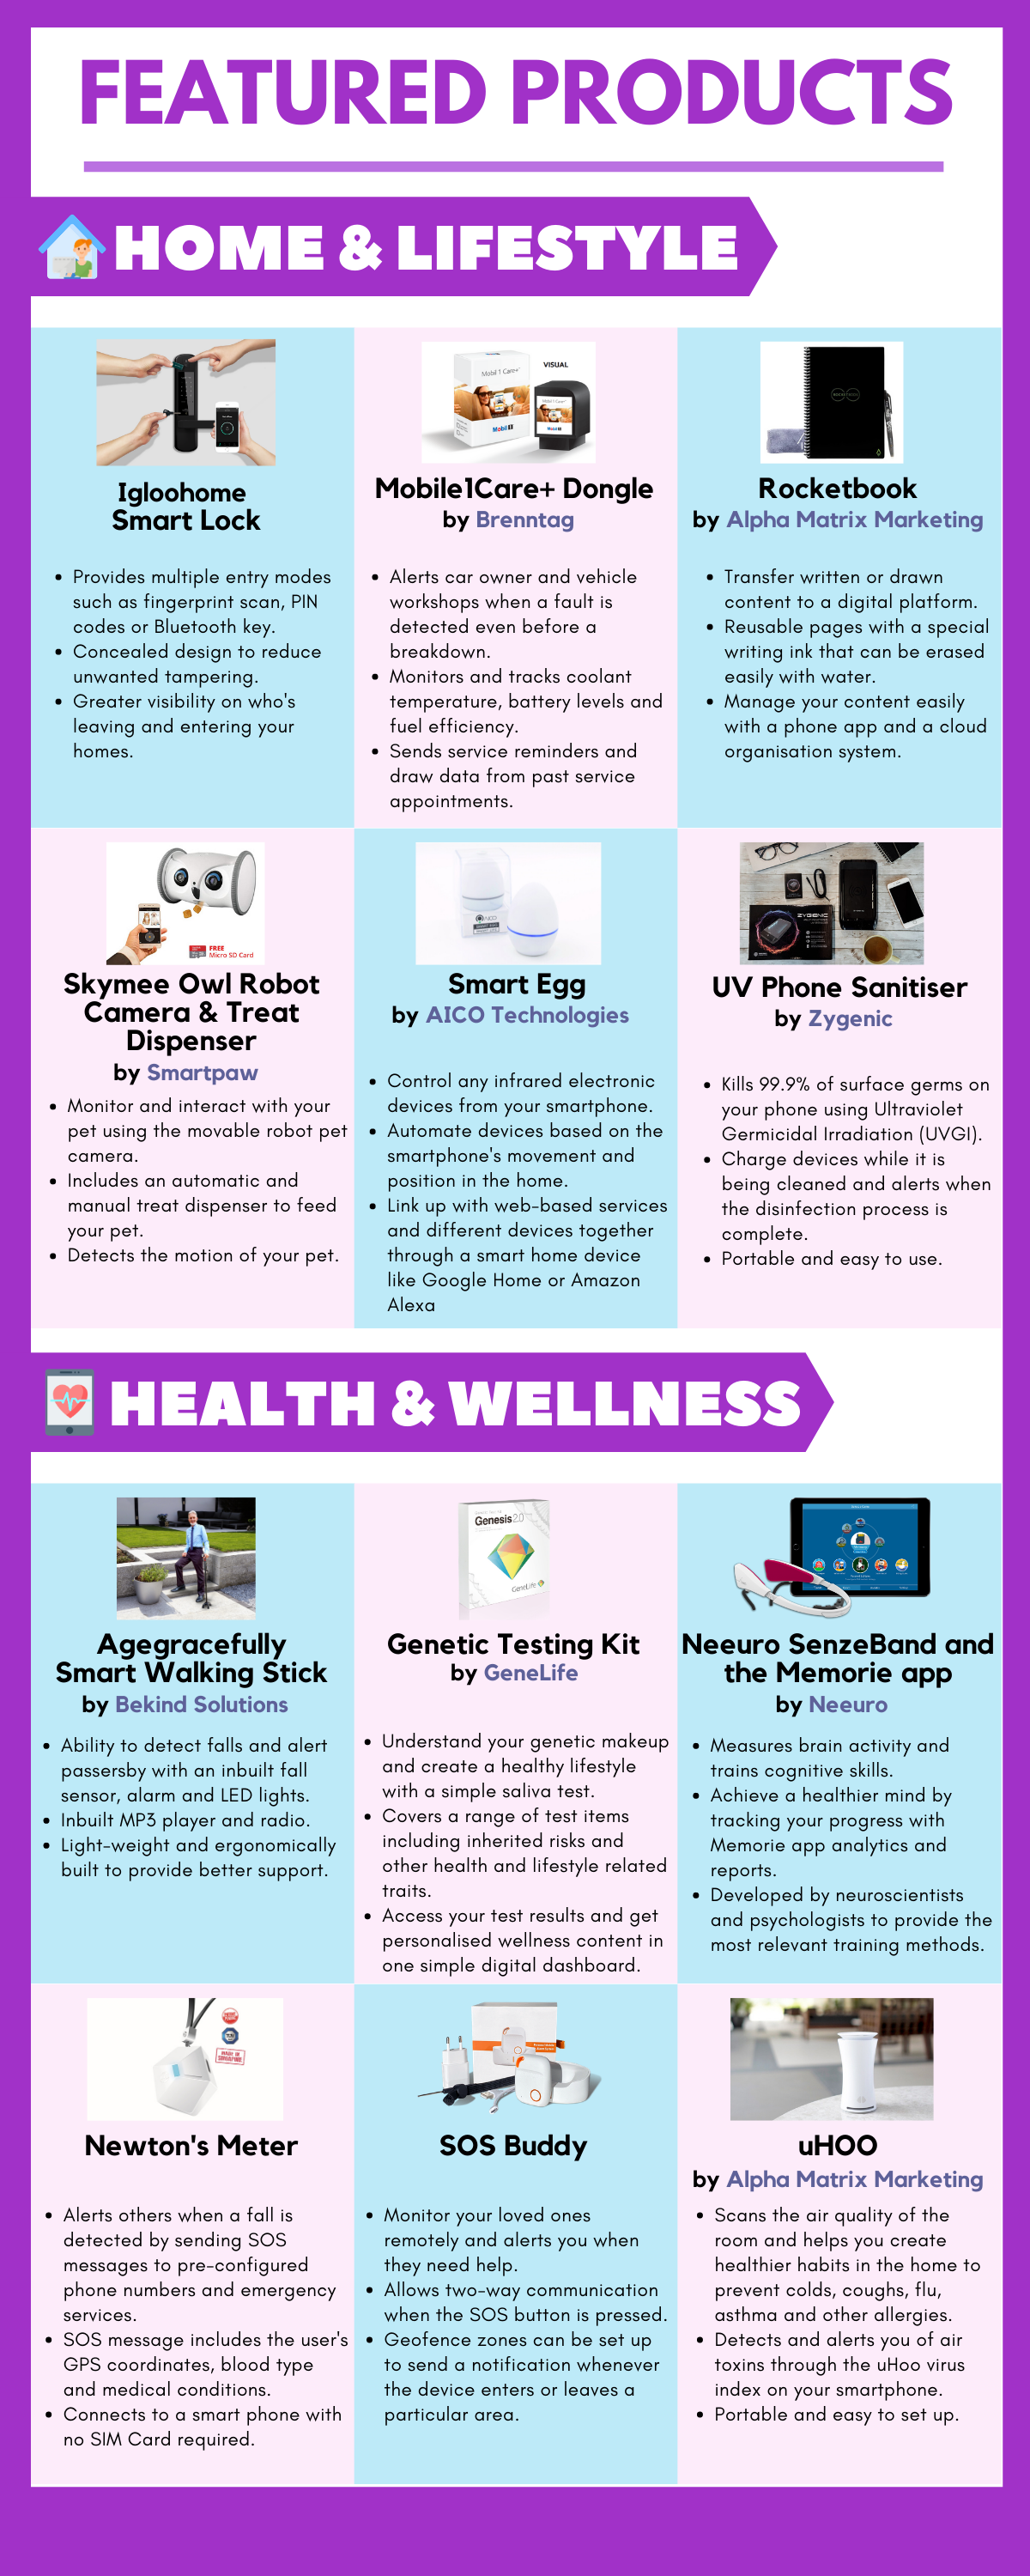 FEATURED PRODUCTS
HOME & LIFESTYLE
Igloohome
Smart Lock
Provides multiple entry modes
such as fingerprint scan, PIN
codes or Bluetooth key.
Concealed design to reduce
unwanted tampering.
Greater visibility on who's
leaving and entering your
homes.
Mobil 1 Care+
VISUAL
Mobil 1
Mobile1Care+ Dongle
by Brenntag
Alerts car owner and vehicle
workshops when a fault is
detected even before a
breakdown.
Monitors and tracks coolant
temperature, battery levels and
fuel efficiency.
Sends service reminders and
draw data from past service
appointments.
Rocketbook
by Alpha Matrix Marketing
Transfer written or drawn
content to a digital platform.
Reusable pages with a special
writing ink that can be erased
easily with water.
Manage your content easily
with a phone app and a cloud
organisation system.
FREE
Micro SD Card
Skymee Owl Robot
Camera & Treat
Dispenser
by Smartpaw
Monitor and interact with your
pet using the movable robot pet
camera.
Includes an automatic and
manual treat dispenser to feed
your pet.
Detects the motion of your pet.
AICO
Smart Egg
by AICO Technologies
Control any infrared electronic
devices from your smartphone.
Automate devices based on the
smartphone's movement and
position in the home.
Link up with web-based services
and different devices together
through a smart home device
like Google Home or Amazon
Alexa
ZYGIENIC
UV Phone Sanitiser
by Zygenic
Kills 99.9% of surface germs on
your phone using Ultraviolet
Germicidal Irradiation (UVGI).
Charge devices while it is
being cleaned and alerts when
the disinfection process is
complete.
Portable and easy to use.
HEALTH & WELLNESS
Agegracefully
Smart Walking Stick
by Bekind Solutions
Ability to detect falls and alert
passersby with an inbuilt fall
sensor, alarm and LED lights.
Inbuilt MP3 player and radio.
Light-weight and ergonomically
built to provide better support.
Genesis2.0
GeneLife
Genetic Testing Kit
by GeneLife
Understand your genetic makeup
and create a healthy lifestyle
with a simple saliva test.
Covers a range of test items
including inherited risks and
other health and lifestyle related
traits.
Access your test results and get
personalised wellness content in
one simple digital dashboard.
Neeuro SenzeBand and
the Memorie app
by Neeuro
Measures brain activity and
trains cognitive skills.
Achieve a healthier mind by
tracking your progress with
Memorie app analytics and
reports.
Developed by neuroscientists
and psychologists to provide the
most relevant training methods.
Newton's Meter
Alerts others when a fall is
detected by sending SOS
messages to pre-configured
phone numbers and emergency
services.
SOS message includes the user's
GPS coordinates, blood type
and medical conditions.
Connects to a smart phone with
no SIM Card required.
SOS Buddy
Monitor your loved ones
remotely and alerts you when
they need help.
Allows two-way communication
when the SOS button is pressed.
Geofence zones can be set up
to send a notification whenever
the device enters or leaves a
particular area.
uHOO
by Alpha Matrix Marketing
Scans the air quality of the
room and helps you create
healthier habits in the home to
prevent colds, coughs, flu,
asthma and other allergies.
Detects and alerts you of air
toxins through the uHoo virus
index on your smartphone.
Portable and easy to set up.